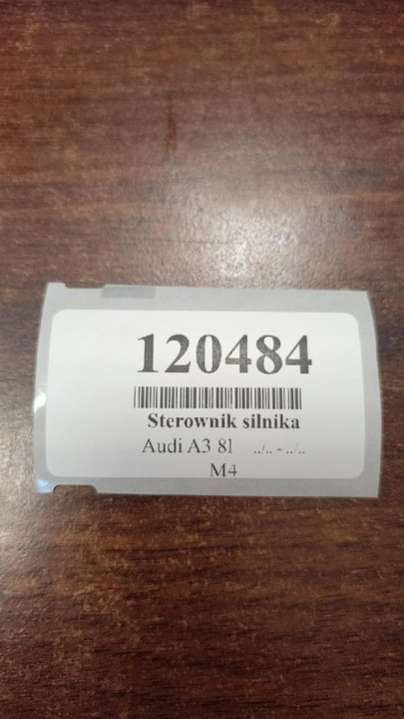 120484
Sterownik silnika
Audi A3 8l ../.. - ../..
M4